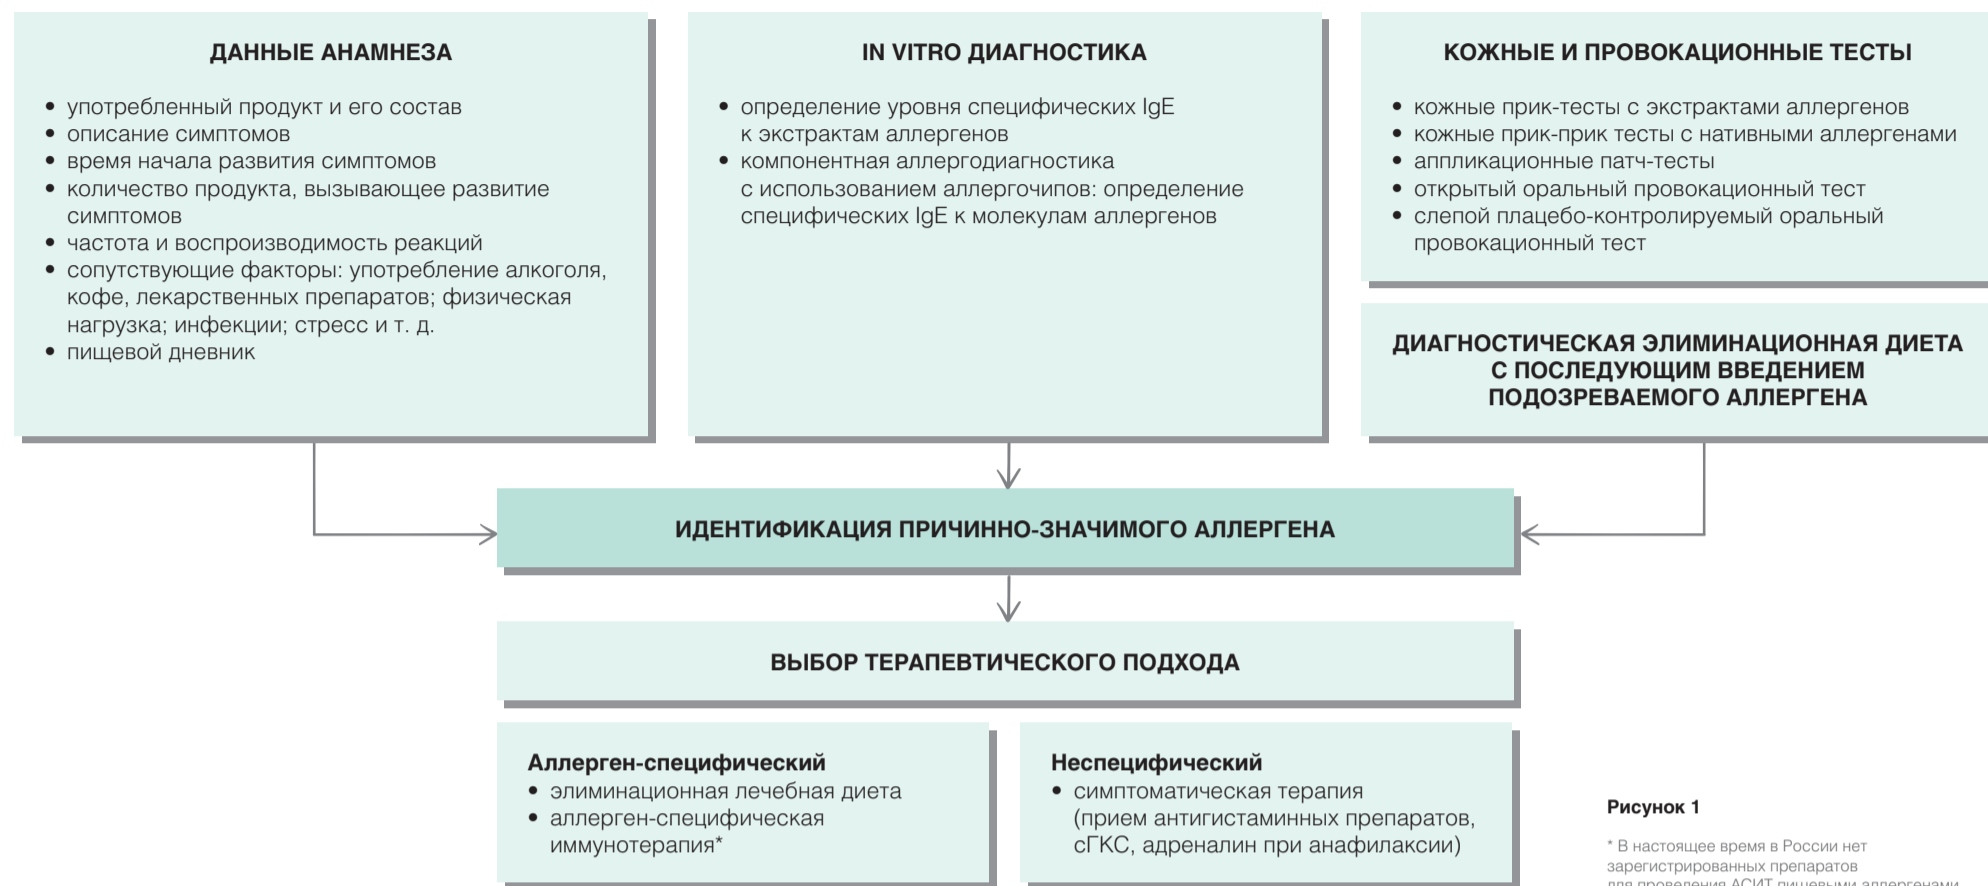 ДАННЫЕ АНАМНЕЗА
• употребленный продукт и его состав
• описание симптомов
• время начала развития симптомов
• количество продукта, вызывающее развитие
симптомов
• частота и воспроизводимость реакций
• сопутствующие факторы: употребление алкоголя,
кофе, лекарственных препаратов; физическая
нагрузка; инфекции; стресс и т. д.
• пищевой дневник
IN VITRO ДИАГНОСТИКА
• определение уровня специфических IgE
к экстрактам аллергенов
• компонентная аллергодиагностика
с использованием аллергочипов: определение
специфических IgE к молекулам аллергенов
КОЖНЫЕ И ПРОВОКАЦИОННЫЕ ТЕСТЫ
• кожные прик-тесты с экстрактами аллергенов
• кожные прик-прик тесты с нативными аллергенами
• аппликационные патч-тесты
• открытый оральный провокационный тест
• слепой плацебо-контролируемый оральный
провокационный тест
ДИАГНОСТИЧЕСКАЯ ЭЛИМИНАЦИОННАЯ ДИЕТА
С ПОСЛЕДУЮЩИМ ВВЕДЕНИЕМ
ПОДОЗРЕВАЕМОГО АЛЛЕРГЕНА
ИДЕНТИФИКАЦИЯ ПРИЧИННО-ЗНАЧИМОГО АЛЛЕРГЕНА
ВЫБОР ТЕРАПЕВТИЧЕСКОГО ПОДХОДА
Аллерген-специфический
• элиминационная лечебная диета
• аллерген-специфическая
иммунотерапия*
Неспецифический
• симптоматическая терапия
(прием антигистаминных препаратов,
сГКС, адреналин при анафилаксии)
Рисунок 1
* В настоящее время в России нет
зарегистрированных препаратов
для проведения АСИТ пищевыми аллергенами